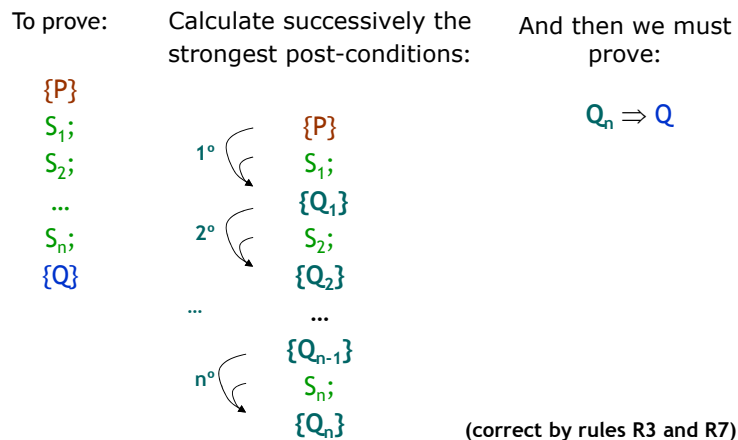 To prove:
{P}
S₁;
S₂;
...
Sₙ;
{Q}
Calculate successively the
strongest post-conditions:
{P}
1º
S₁;
{Q₁}
2º
S₂;
{Q₂}
...
...
{Qₙ₋₁}
nº
Sₙ;
{Qₙ}
And then we must
prove:
Qₙ ⇒ Q
(correct by rules R3 and R7)